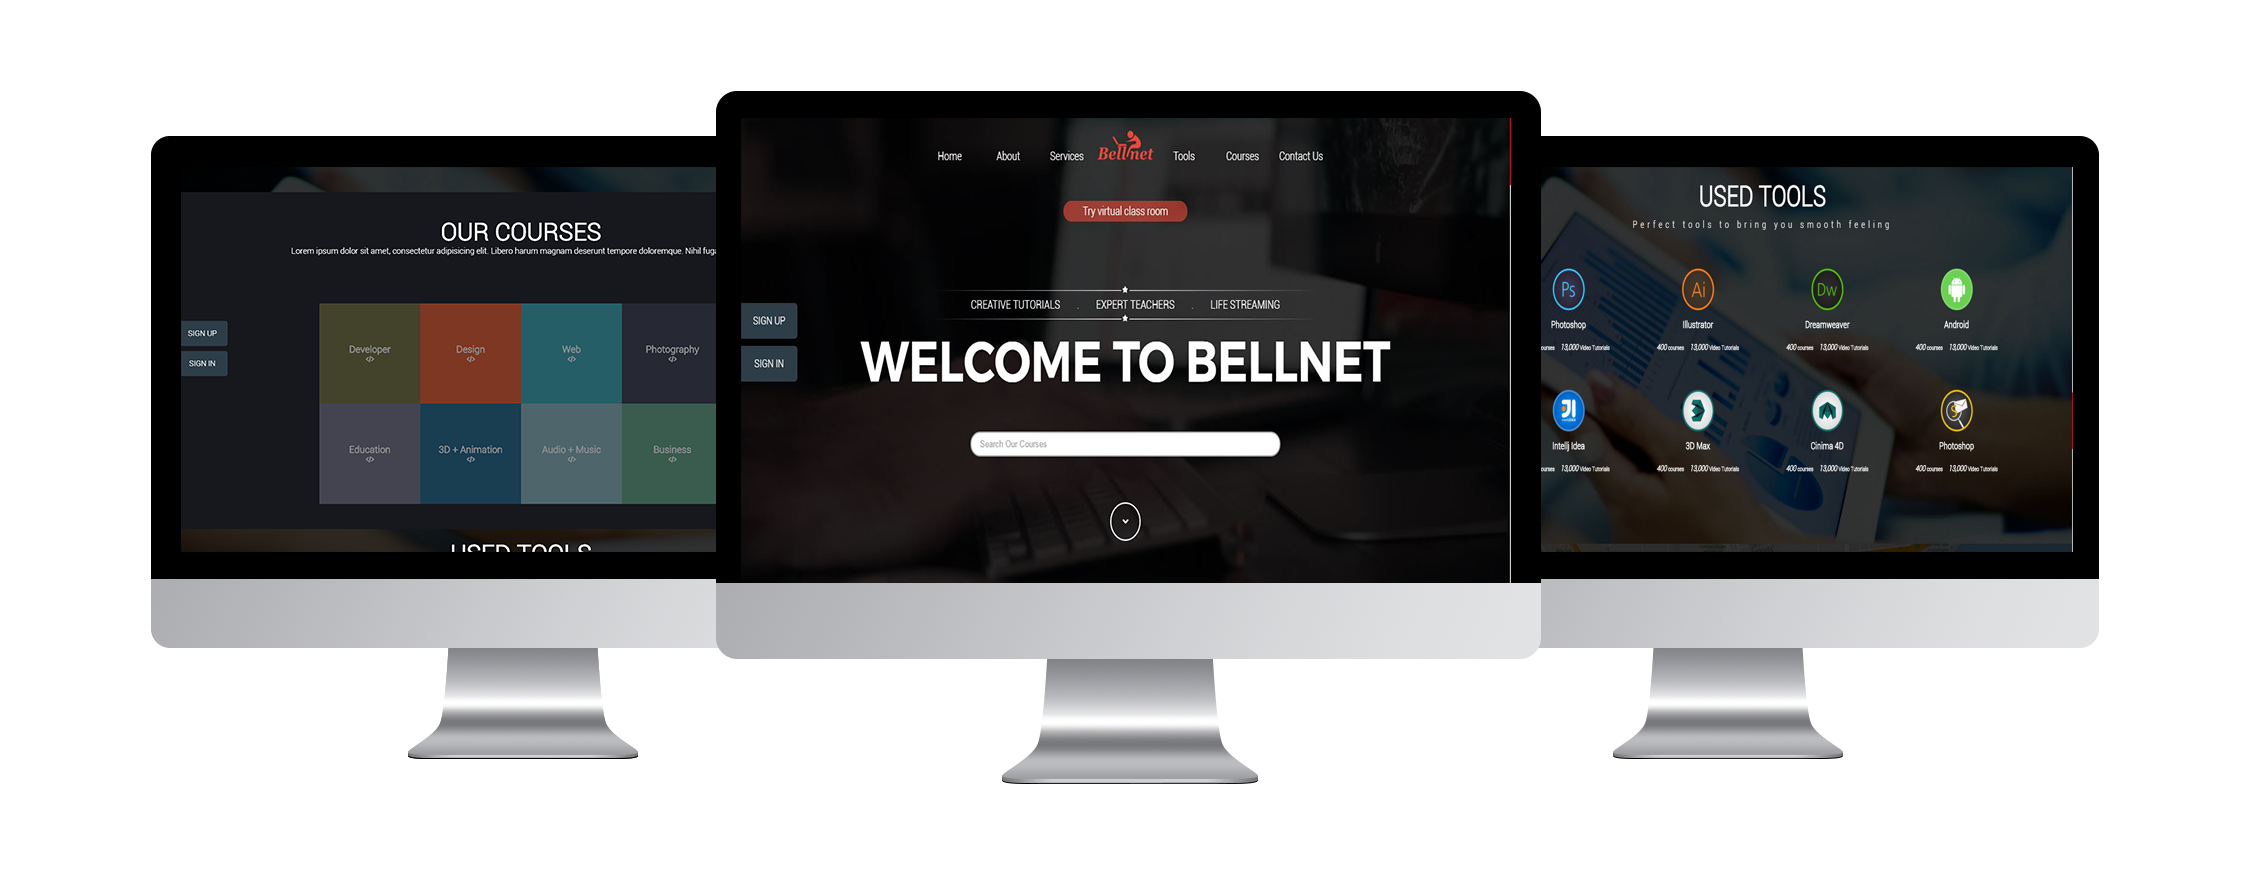 OUR COURSES
Lorem ipsum dolor sit amet, consectetur adipisicing elit. Libero harum magnam deserunt tempore doloremque. Nihil fuga
SIGN UP
SIGN IN
Developer
Design
Web
Photography
Education
3D + Animation
Audio + Music
Business
USED TOOLS
Home
About
Services
Bellnet
Tools
Courses
Contact Us
Try virtual class room
CREATIVE TUTORIALS . EXPERT TEACHERS . LIFE STREAMING
SIGN UP
SIGN IN
WELCOME TO BELLNET
Search Our Courses
USED TOOLS
Perfect tools to bring you smooth feeling
Ps
Ai
Dw
Photoshop
Illustrator
Dreamweaver
Android
ourses 13,000 Video Tutorials
400 courses 13,000 Video Tutorials
400 courses 13,000 Video Tutorials
400 courses 13,000 Video Tutorials
Intellj Idea
3D Max
Cinima 4D
Photoshop
ourses 13,000 Video Tutorials
400 courses 13,000 Video Tutorials
400 courses 13,000 Video Tutorials
400 courses 13,000 Video Tutorials